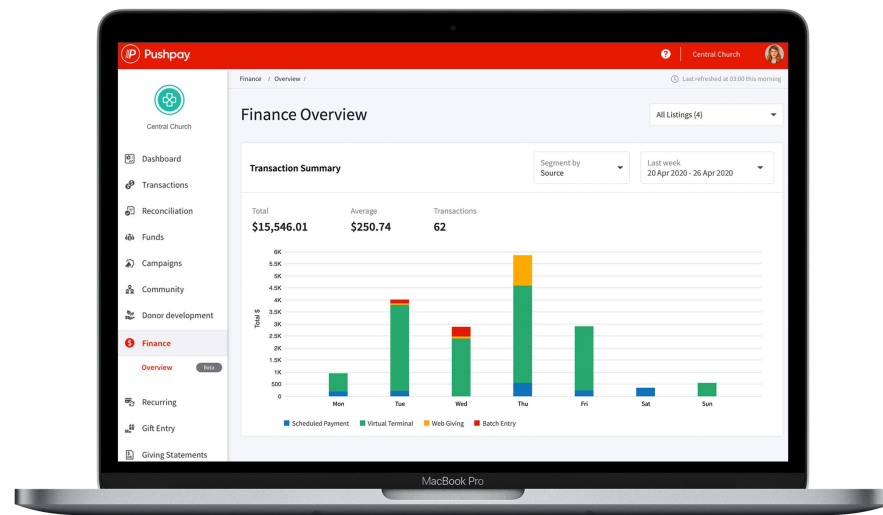 Pushpay
Central Church
Finance / Overview /
Last refreshed at 03:00 this morning
Central Church
Finance Overview
All Listings (4)
Dashboard
Transactions
Reconciliation
Funds
Campaigns
Community
Donor development
Finance
Overview
Beta
Recurring
Gift Entry
Giving Statements
Transaction Summary
Segment by
Source
Last week
20 Apr 2020 - 26 Apr 2020
Total
Average
Transactions
$15,546.01
$250.74
62
Total $
6K
5.5K
5K
4.5K
4K
3.5K
3K
2.5K
2K
1.5K
1K
500
0
Mon Tue Wed Thu Fri Sat Sun
Scheduled Payment Virtual Terminal Web Giving Batch Entry
MacBook Pro